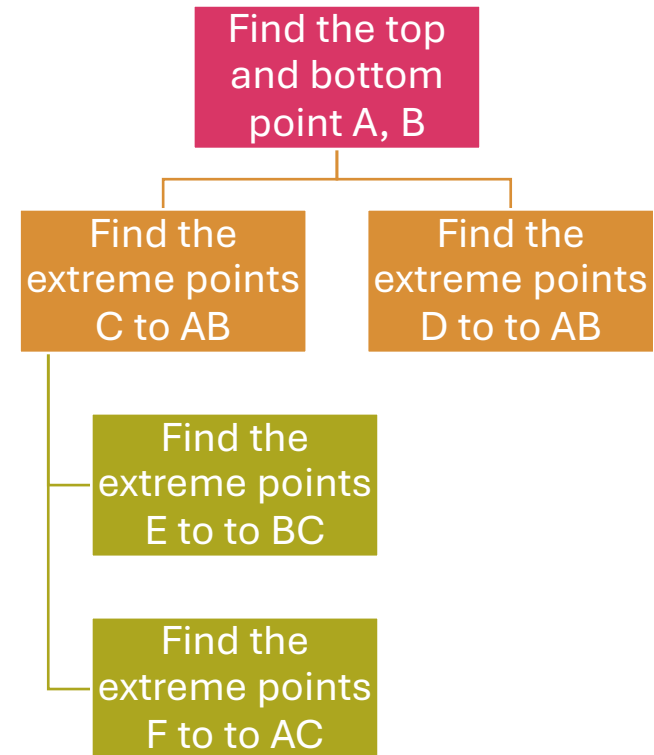 Find the top
and bottom
point A, B
Find the
extreme points
C to AB
Find the
extreme points
D to to AB
Find the
extreme points
E to to BC
Find the
extreme points
F to to AC